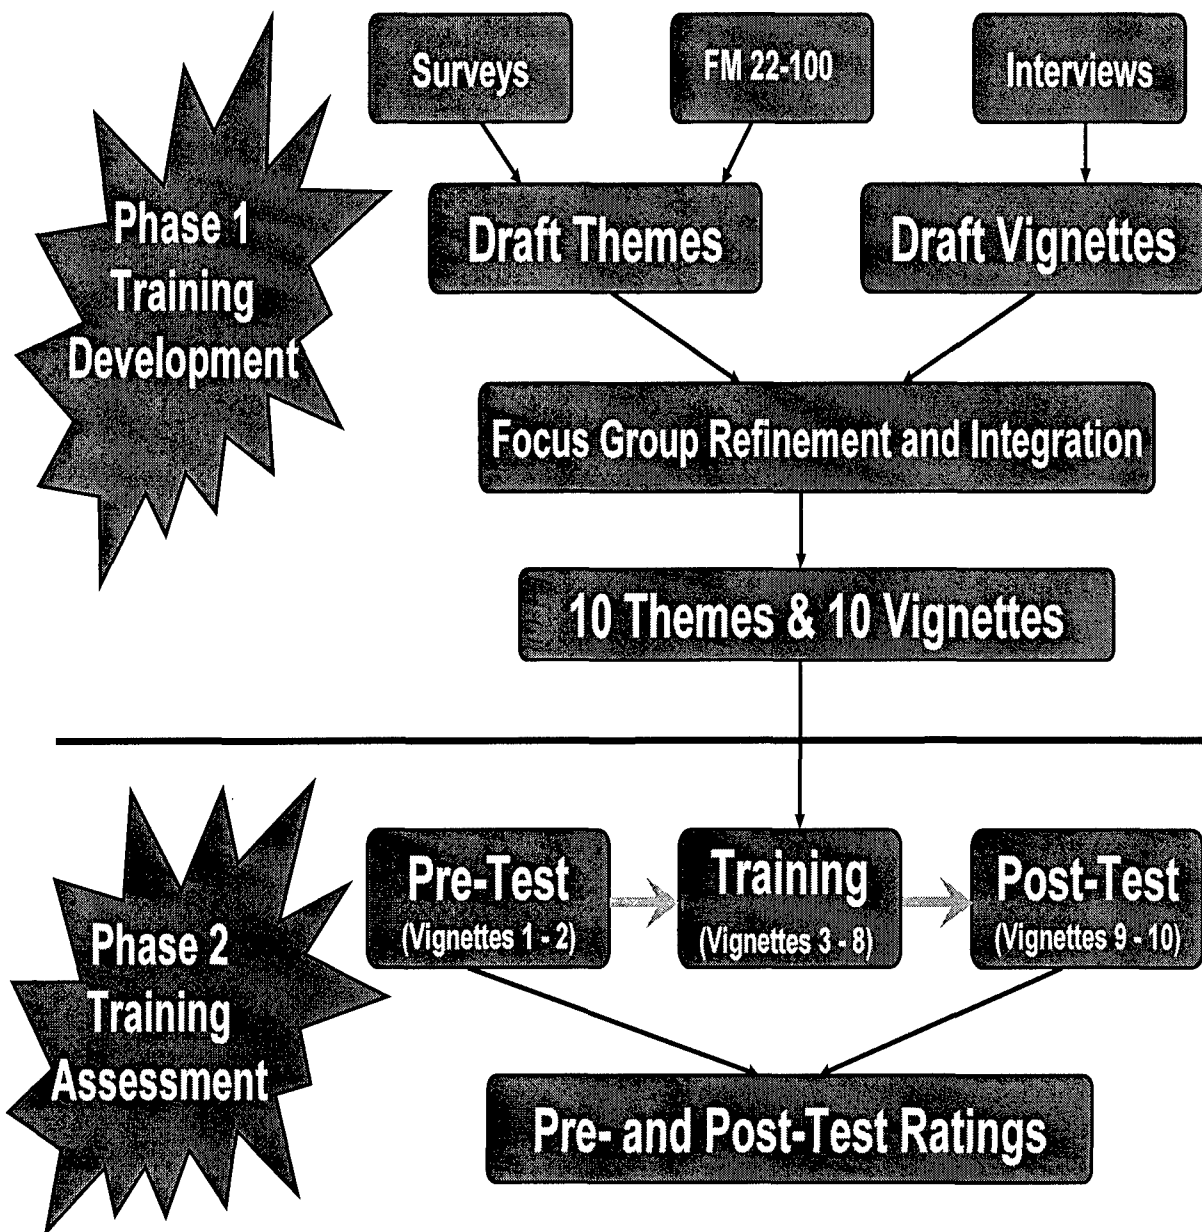 Surveys
FM 22-100
Interviews
Phase 1
Training
Development
Draft Themes
Draft Vignettes
Focus Group Refinement and Integration
10 Themes & 10 Vignettes
Phase 2
Training
Assessment
Pre-Test
(Vignettes 1 - 2)
Training
(Vignettes 3 - 8)
Post-Test
(Vignettes 9 - 10)
Pre- and Post-Test Ratings